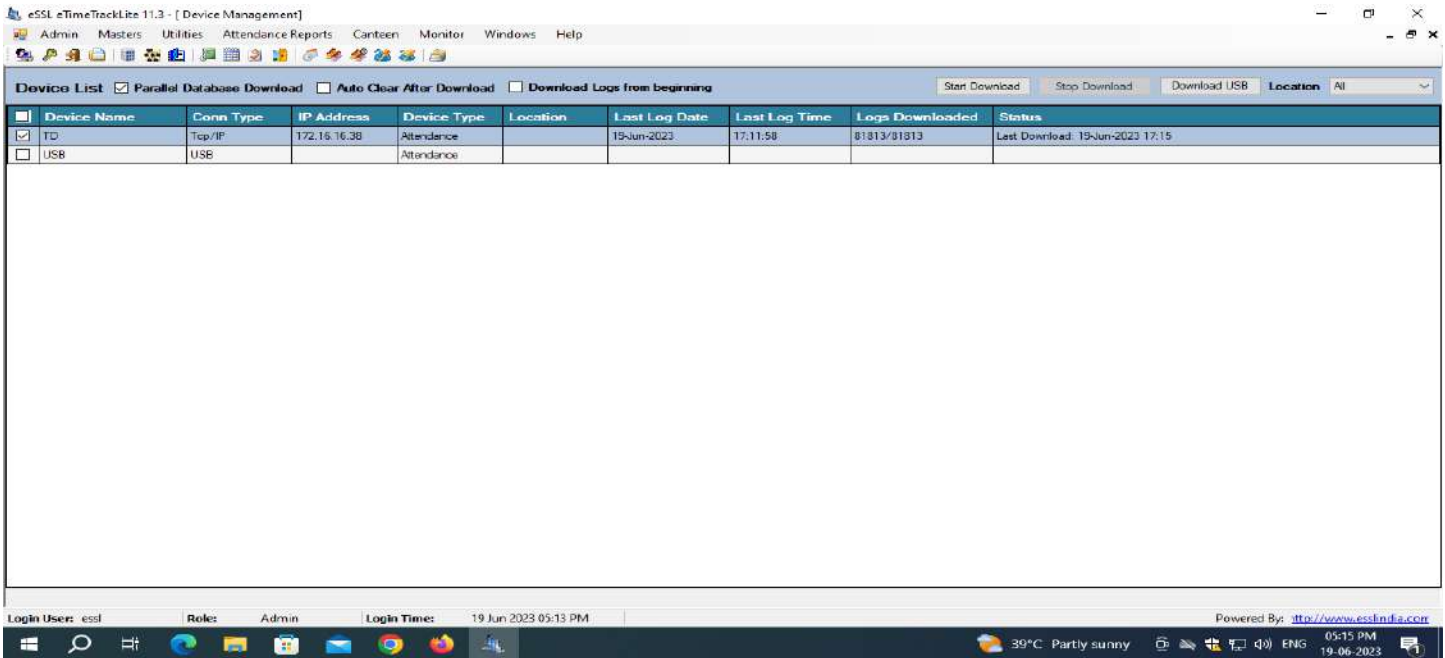 eSSL eTimeTrackLite 11.3 - [ Device Management]
Admin Masters Utilities Attendance Reports Canteen Monitor Windows Help
Device List Parallel Database Download Auto Clear After Download Download Logs from beginning Start Download Stop Download Download USB Location All
Device Name Conn Type IP Address Device Type Location Last Log Date Last Log Time Logs Downloaded Status
TD Tcp/IP 172.16.16.38 Attendance 19-Jun-2023 17:11:58 81813/81813 Last Download: 19-Jun-2023 17:15
USB USB Attendance
Login User: essl Role: Admin Login Time: 19 Jun 2023 05:13 PM Powered By: ttp://www.esslindia.com
39°C Partly sunny ENG 05:15 PM
19-06-2023